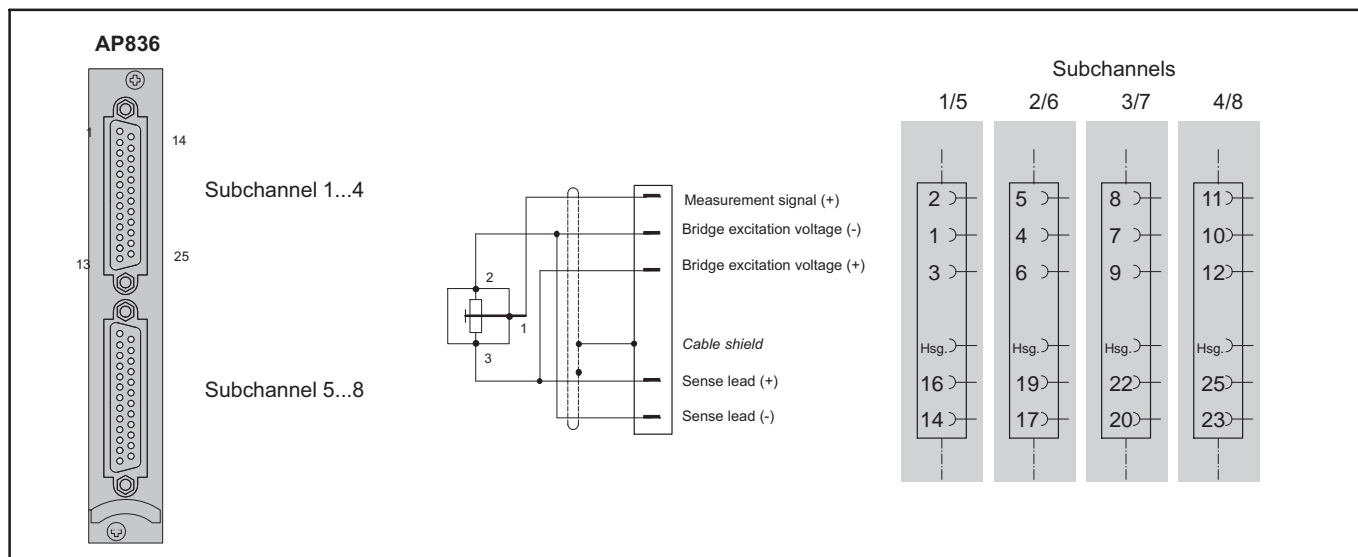 AP836
1
14
Subchannel 1...4
13
25
Subchannel 5...8
2
1
3
Measurement signal (+)
Bridge excitation voltage (-)
Bridge excitation voltage (+)
Cable shield
Sense lead (+)
Sense lead (-)
Subchannels
1/5 2/6 3/7 4/8
2 5 8 11
1 4 7 10
3 6 9 12
Hsg. Hsg. Hsg. Hsg.
16 19 22 25
14 17 20 23